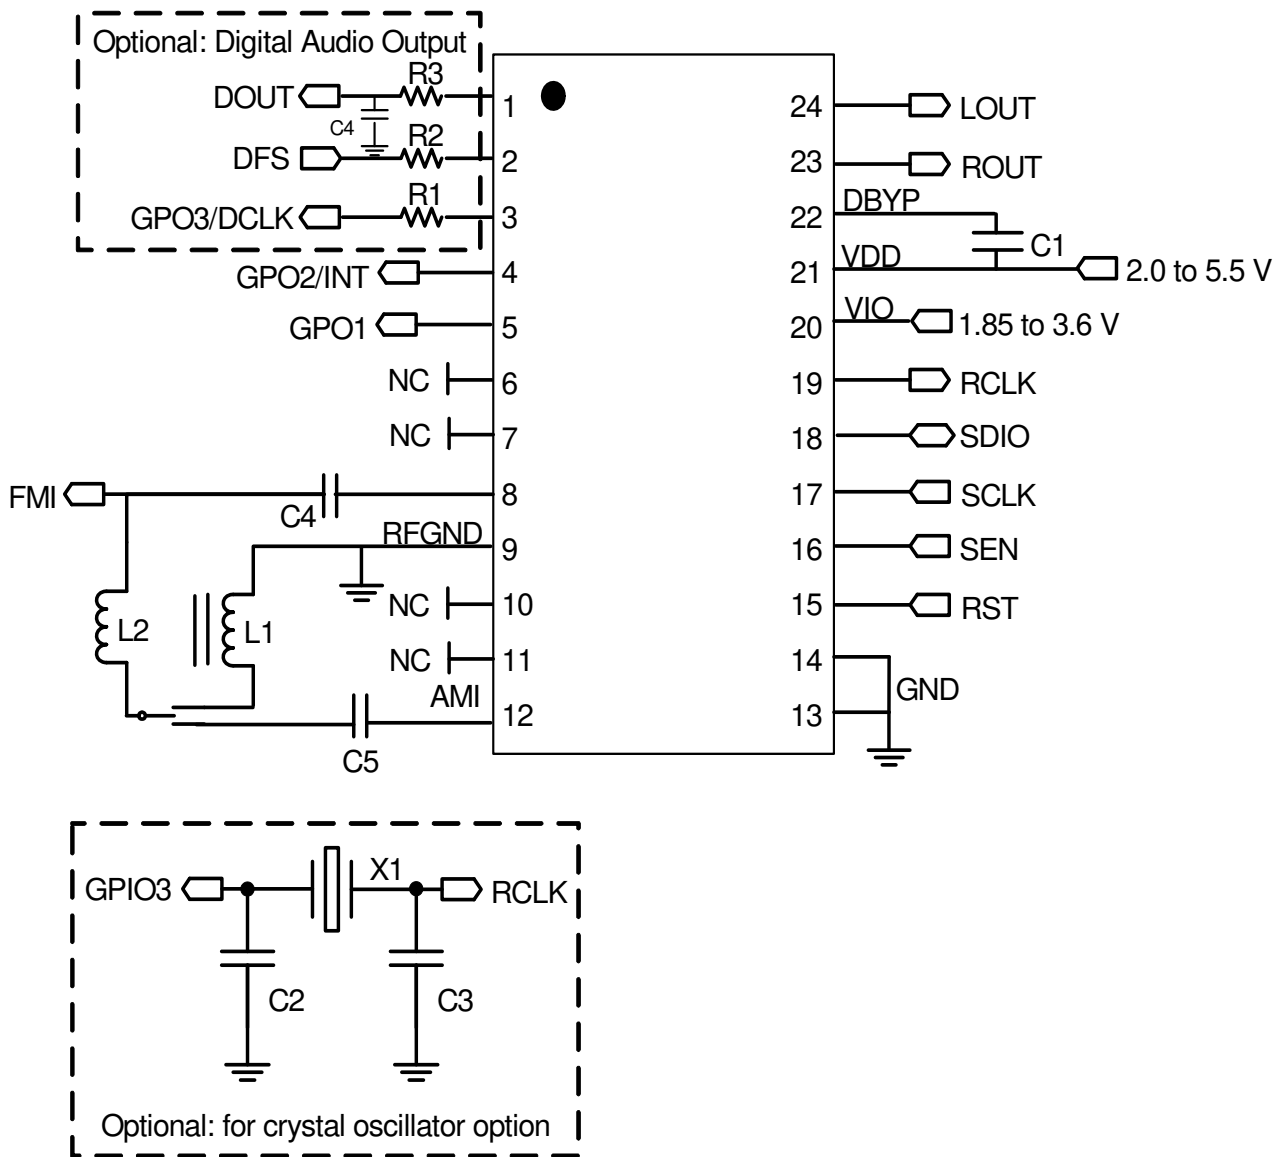 Optional: Digital Audio Output
R3
DOUT
1
C4
R2
DFS
2
R1
GPO3/DCLK
3
GPO2/INT
4
GPO1
5
NC
6
NC
7
FMI
C4
8
RFGND
9
NC
10
L2
L1
NC
11
AMI
12
C5
24
LOUT
23
ROUT
DBYP
22
C1
VDD
21
2.0 to 5.5 V
VIO
20
1.85 to 3.6 V
19
RCLK
18
SDIO
17
SCLK
16
SEN
15
RST
14
GND
13
X1
GPIO3
RCLK
C2
C3
Optional: for crystal oscillator option